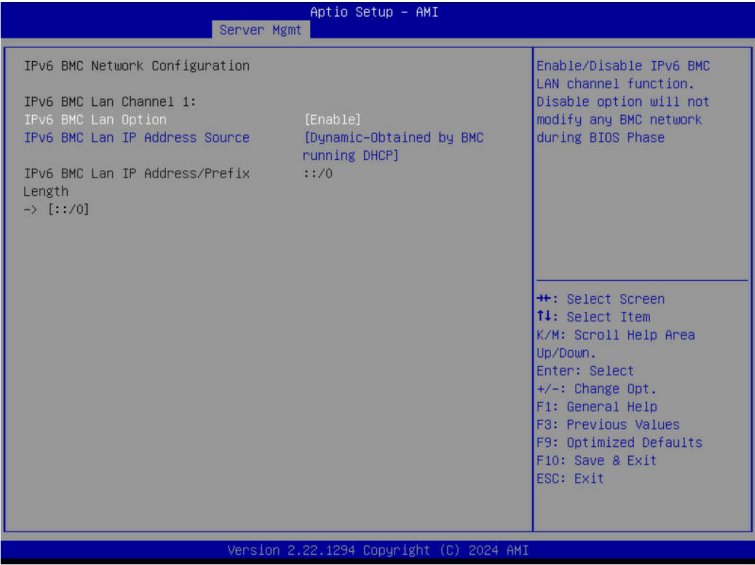 Aptio Setup – AMI
Server Mgmt
IPv6 BMC Network Configuration
IPv6 BMC Lan Channel 1:
IPv6 BMC Lan Option [Enable]
IPv6 BMC Lan IP Address Source [Dynamic-Obtained by BMC
running DHCP]
IPv6 BMC Lan IP Address/Prefix ::/0
Length
-> [::/0]
Enable/Disable IPv6 BMC
LAN channel function.
Disable option will not
modify any BMC network
during BIOS Phase
→←: Select Screen
↑↓: Select Item
K/M: Scroll Help Area
Up/Down.
Enter: Select
+/-: Change Opt.
F1: General Help
F3: Previous Values
F9: Optimized Defaults
F10: Save & Exit
ESC: Exit
Version 2.22.1294 Copyright (C) 2024 AMI